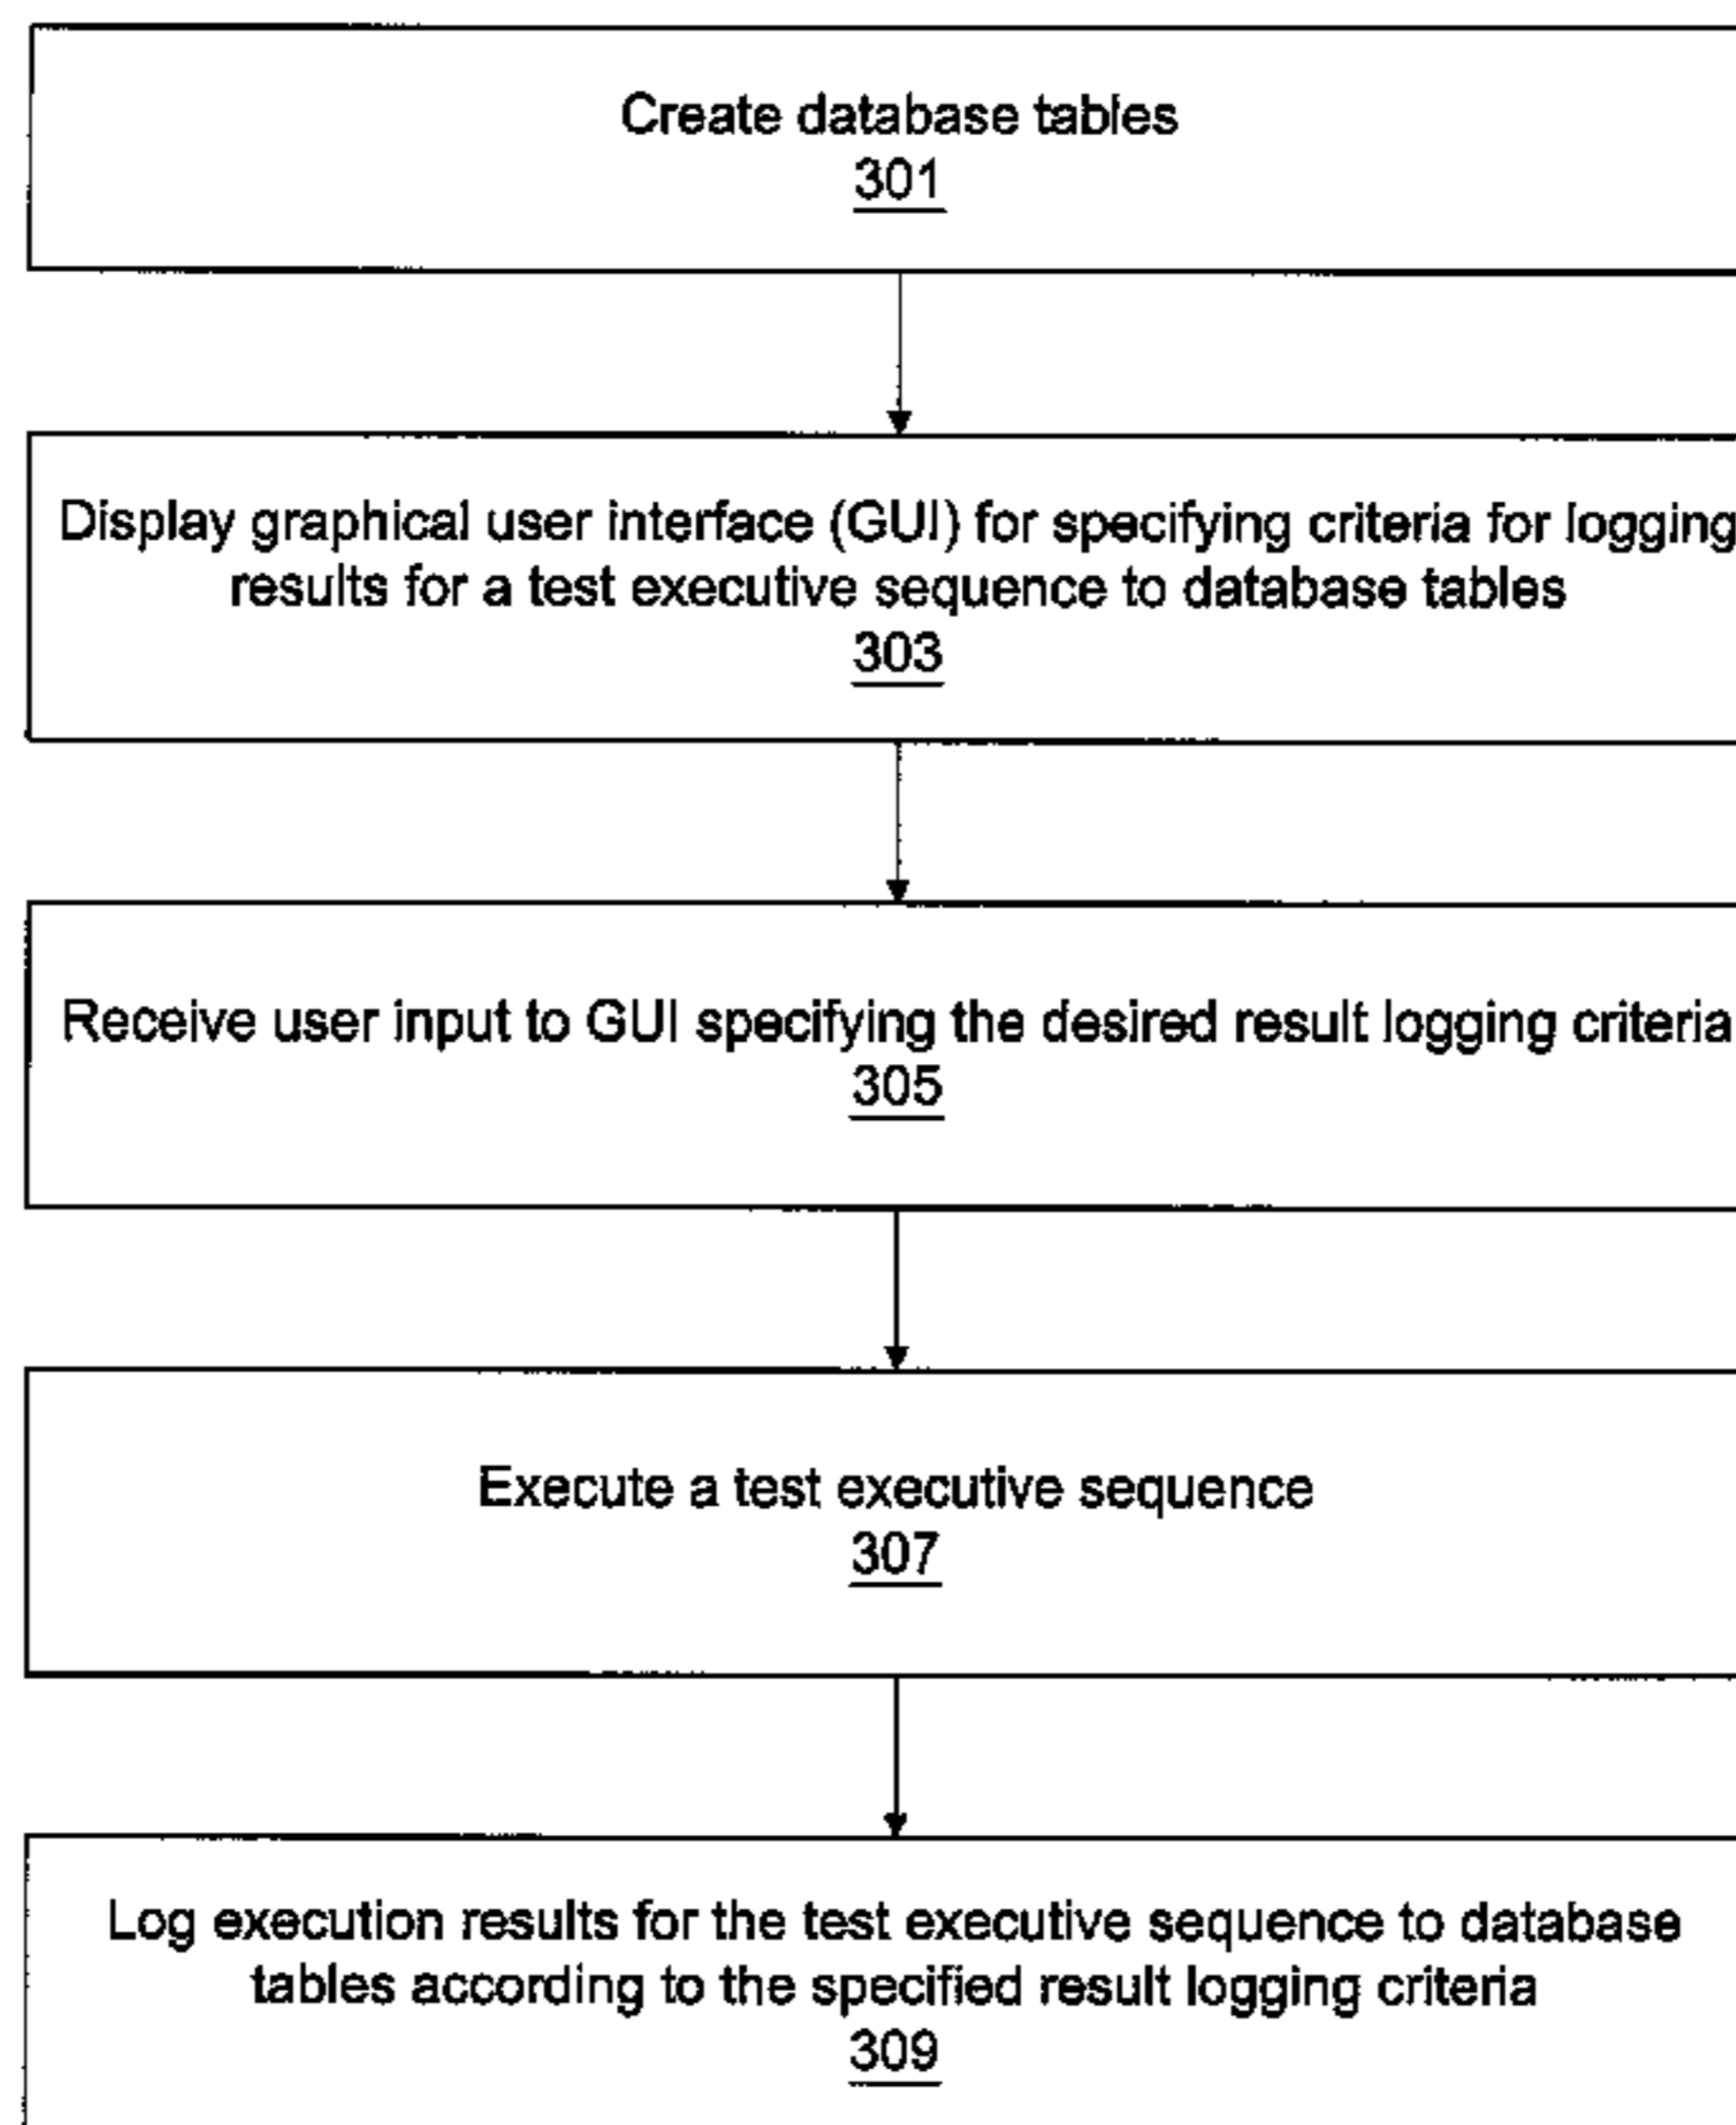 Create database tables
301
Display graphical user interface (GUI) for specifying criteria for logging
results for a test executive sequence to database tables
303
Receive user input to GUI specifying the desired result logging criteria
305
Execute a test executive sequence
307
Log execution results for the test executive sequence to database
tables according to the specified result logging criteria
309